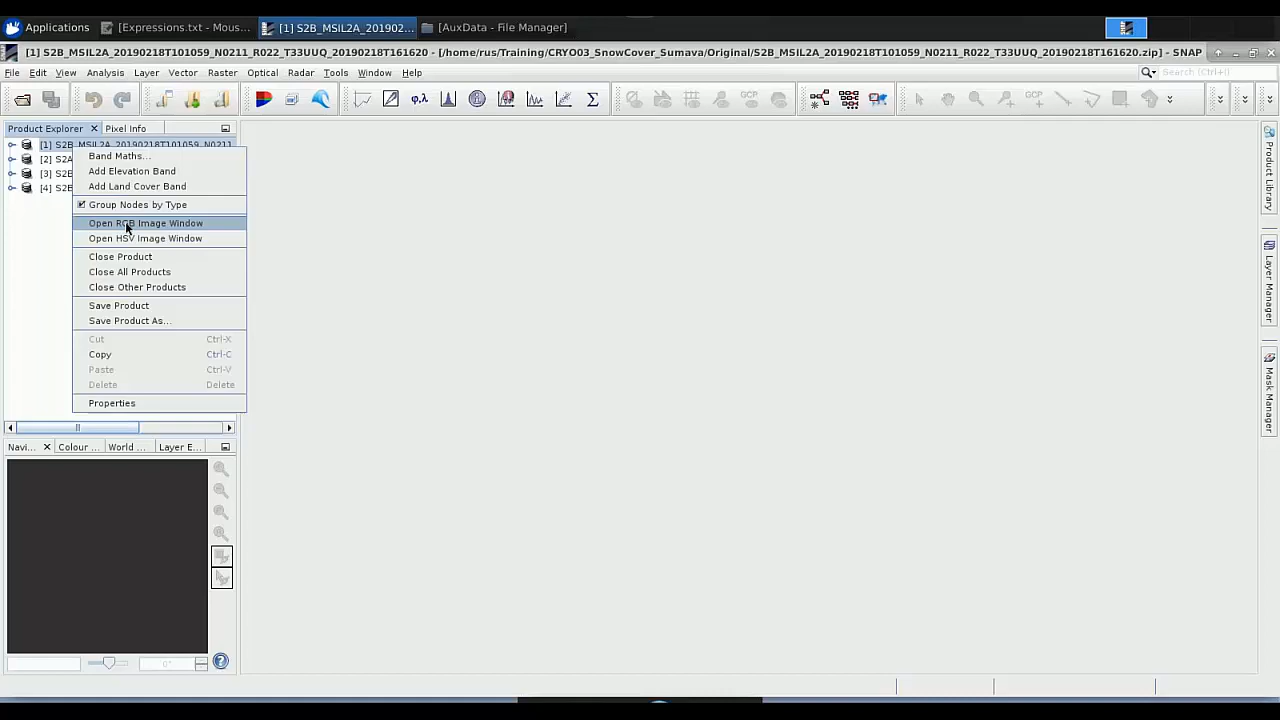 Applications
[Expressions.txt - Mous...
[1] S2B_MSIL2A_201902...
[AuxData - File Manager]
[1] S2B_MSIL2A_20190218T101059_N0211_R022_T33UUQ_20190218T161620 - [/home/rus/Training/CRYO03_SnowCover_Sumava/Original/S2B_MSIL2A_20190218T101059_N0211_R022_T33UUQ_20190218T161620.zip] - SNAP
File Edit View Analysis Layer Vector Raster Optical Radar Tools Window Help
Search (Ctrl+I)
φ,λ
Σ
GCP
GCP
Product Explorer
Pixel Info
[1] S2B_MSIL2A_20190218T101059_N0211
[2] S2A
[3] S2B
[4] S2B
Band Maths...
Add Elevation Band
Add Land Cover Band
Group Nodes by Type
Open RGB Image Window
Open HSV Image Window
Close Product
Close All Products
Close Other Products
Save Product
Save Product As...
Cut Ctrl-X
Copy Ctrl-C
Paste Ctrl-V
Delete Delete
Properties
Navi...
Colour ...
World ...
Layer E...
0°
Product Library
Layer Manager
Mask Manager